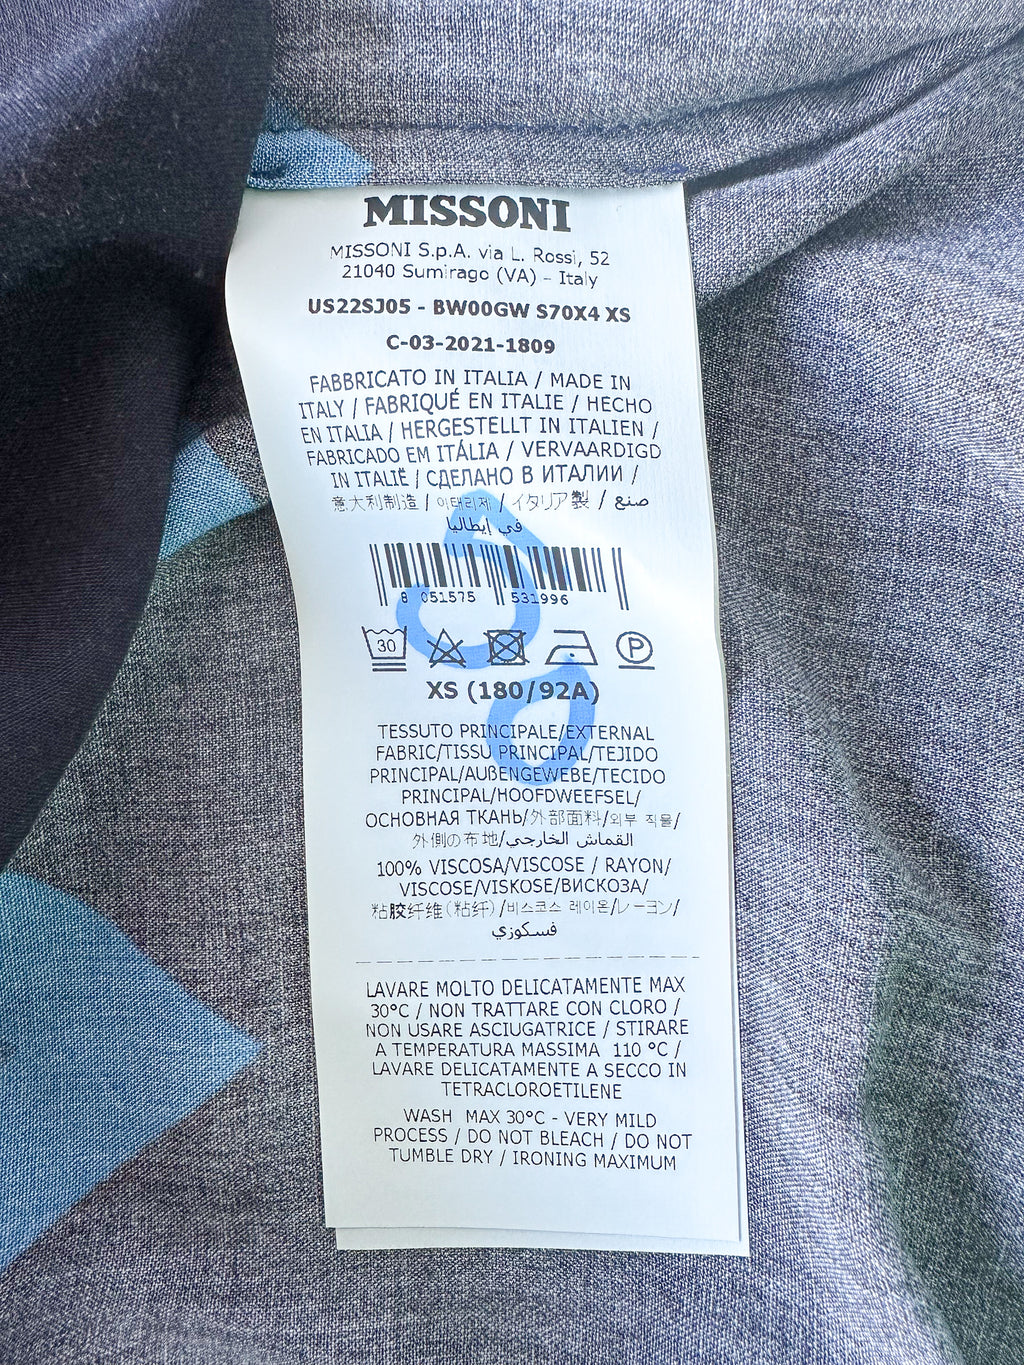 MISSONI
MISSONI S.p.A. via L. Rossi, 52
21040 Sumirago (VA) - Italy
US22SJ05 - BW00GW S70X4 XS
C-03-2021-1809
FABBRICATO IN ITALIA / MADE IN
ITALY / FABRIQUÉ EN ITALIE / HECHO
EN ITALIA / HERGESTELLT IN ITALIEN /
FABRICADO EM ITÁLIA / VERVAARDIGD
IN ITALIË / СДЕЛАНО В ИТАЛИИ /
意大利制造 / 이태리제 / イタリア製 / صنع
في إيطاليا
8 051575 531996
30 P
XS (180/92A)
TESSUTO PRINCIPALE/EXTERNAL
FABRIC/TISSU PRINCIPAL/TEJIDO
PRINCIPAL/AUßENGEWEBE/TECIDO
PRINCIPAL/HOOFDWEEFSEL/
ОСНОВНАЯ ТКАНЬ/外部面料/외부 직물/
外側の布地/القماش الخارجي
100% VISCOSA/VISCOSE / RAYON/
VISCOSE/VISKOSE/ВИСКОЗА/
粘胶纤维(粘纤)/비스코스 레이온/レーヨン/
فسكوزي
LAVARE MOLTO DELICATAMENTE MAX
30°C / NON TRATTARE CON CLORO /
NON USARE ASCIUGATRICE / STIRARE
A TEMPERATURA MASSIMA 110 °C /
LAVARE DELICATAMENTE A SECCO IN
TETRACLOROETILENE
WASH MAX 30°C - VERY MILD
PROCESS / DO NOT BLEACH / DO NOT
TUMBLE DRY / IRONING MAXIMUM